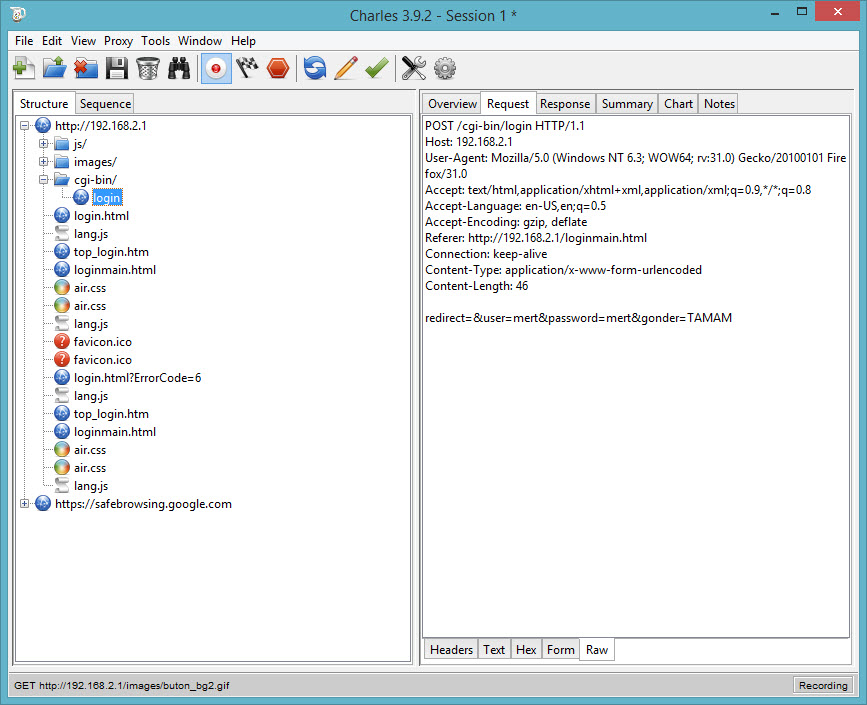 Charles 3.9.2 - Session 1 *
File Edit View Proxy Tools Window Help
Structure Sequence
http://192.168.2.1
js/
images/
cgi-bin/
login
login.html
lang.js
top_login.htm
loginmain.html
air.css
air.css
lang.js
favicon.ico
favicon.ico
login.html?ErrorCode=6
lang.js
top_login.htm
loginmain.html
air.css
air.css
lang.js
https://safebrowsing.google.com
Overview Request Response Summary Chart Notes
POST /cgi-bin/login HTTP/1.1
Host: 192.168.2.1
User-Agent: Mozilla/5.0 (Windows NT 6.3; WOW64; rv:31.0) Gecko/20100101 Fire
fox/31.0
Accept: text/html,application/xhtml+xml,application/xml;q=0.9,*/*;q=0.8
Accept-Language: en-US,en;q=0.5
Accept-Encoding: gzip, deflate
Referer: http://192.168.2.1/loginmain.html
Connection: keep-alive
Content-Type: application/x-www-form-urlencoded
Content-Length: 46
redirect=&user=mert&password=mert&gonder=TAMAM
Headers Text Hex Form Raw
GET http://192.168.2.1/images/buton_bg2.gif
Recording